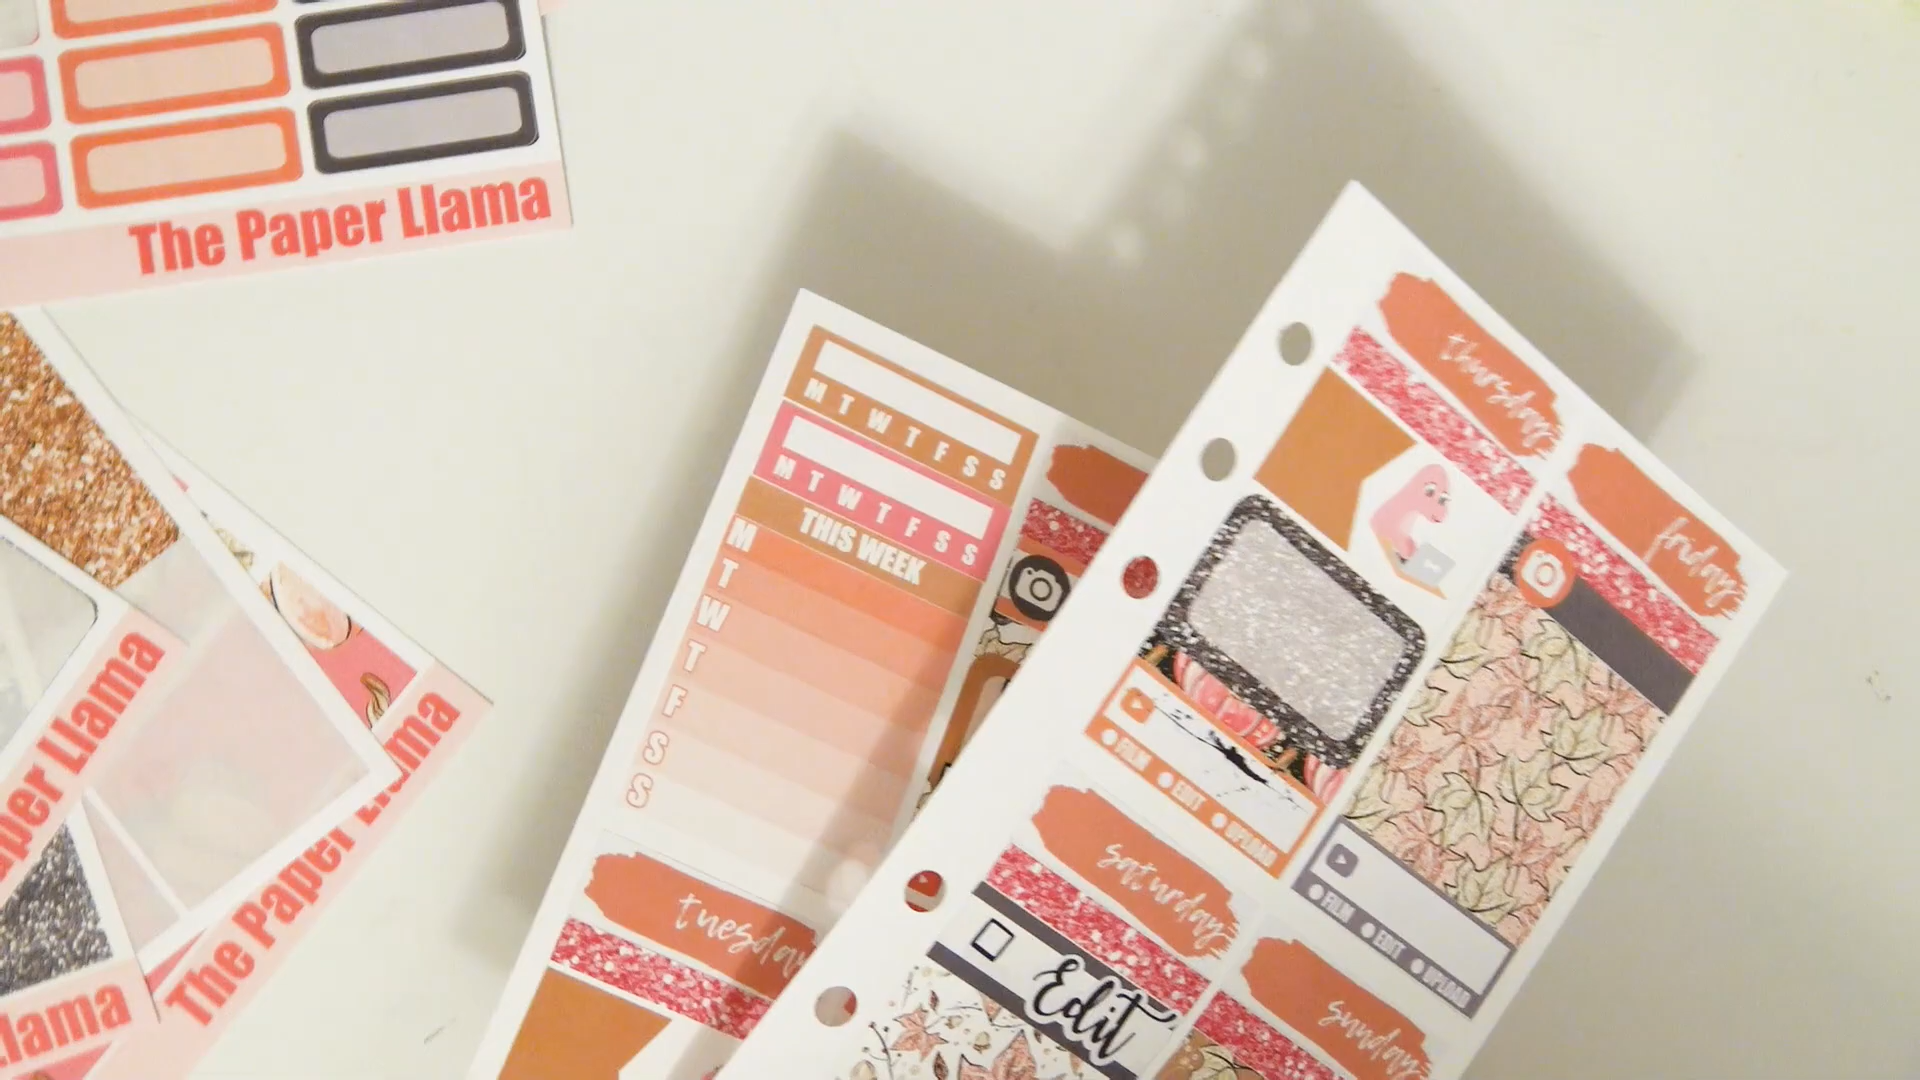 The Paper Llama
aper Llama
The Paper Llama
Llama
M T W T F S S
M T W T F S S
THIS WEEK
M
T
W
T
F
S
S
tuesday
thursday
friday
FILM EDIT UPLOAD
FILM EDIT UPLOAD
saturday
Edit
sunday